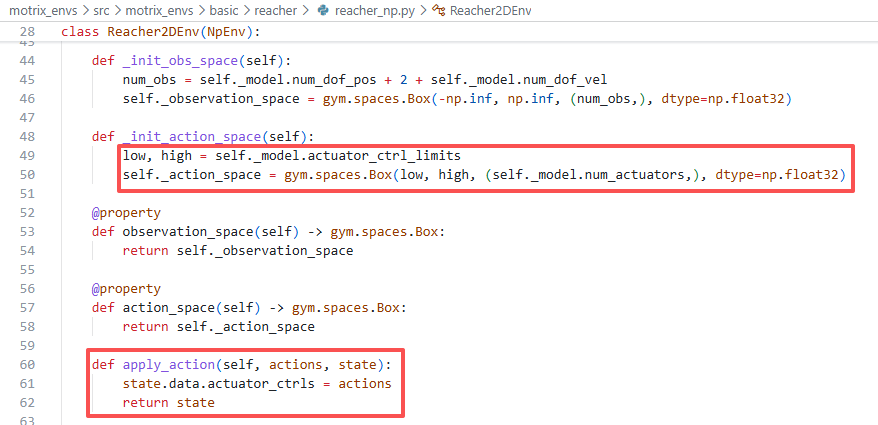 motrix_envs > src > motrix_envs > basic > reacher > reacher_np.py > Reacher2DEnv
28 class Reacher2DEnv(NpEnv):
43
44 def _init_obs_space(self):
45 num_obs = self._model.num_dof_pos + 2 + self._model.num_dof_vel
46 self._observation_space = gym.spaces.Box(-np.inf, np.inf, (num_obs,), dtype=np.float32)
47
48 def _init_action_space(self):
49 low, high = self._model.actuator_ctrl_limits
50 self._action_space = gym.spaces.Box(low, high, (self._model.num_actuators,), dtype=np.float32)
51
52 @property
53 def observation_space(self) -> gym.spaces.Box:
54 return self._observation_space
55
56 @property
57 def action_space(self) -> gym.spaces.Box:
58 return self._action_space
59
60 def apply_action(self, actions, state):
61 state.data.actuator_ctrls = actions
62 return state
63